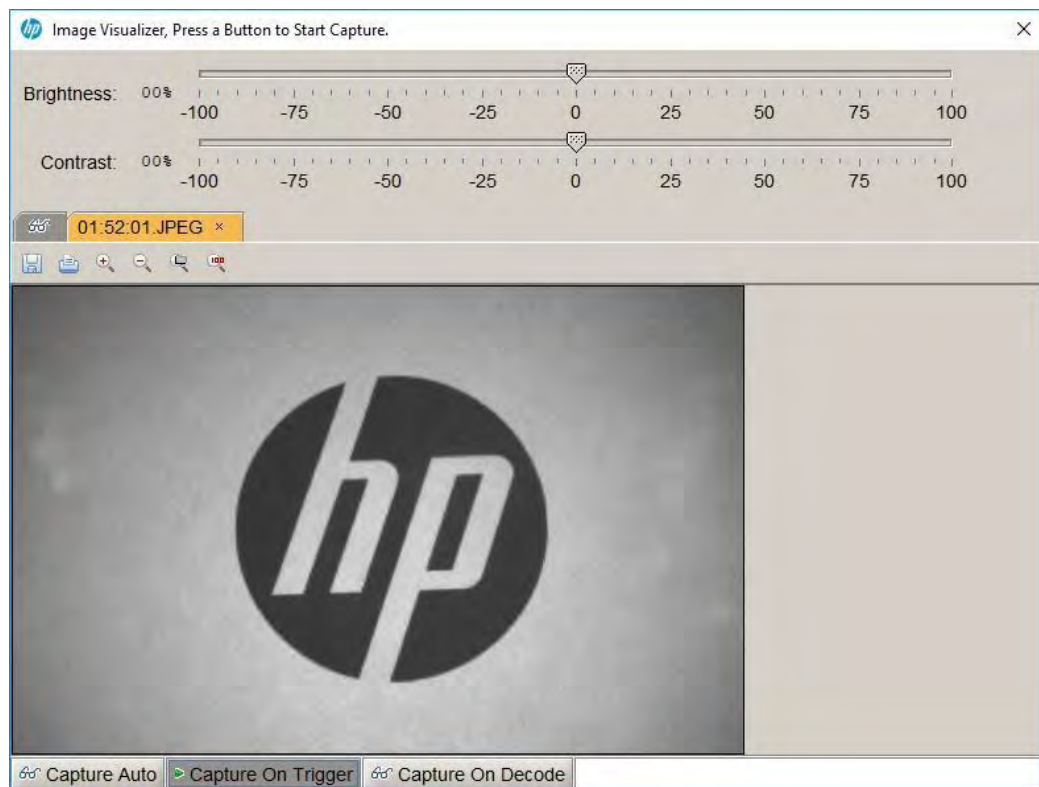 hp Image Visualizer, Press a Button to Start Capture.
Brightness: 00%
-100 -75 -50 -25 0 25 50 75 100
Contrast: 00%
-100 -75 -50 -25 0 25 50 75 100
01:52:01.JPEG ×
100
hp
Capture Auto Capture On Trigger Capture On Decode